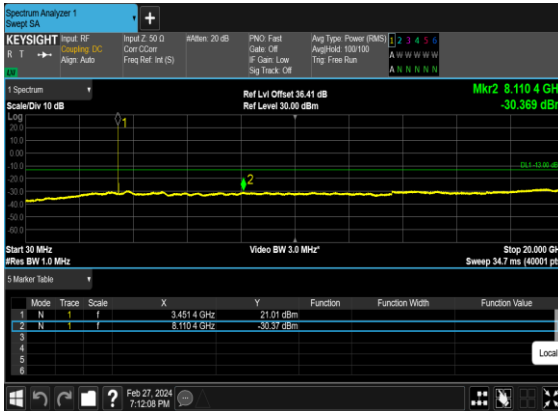 Spectrum Analyzer 1
Swept SA
+
KEYSIGHT Input: RF Input Z: 50 Ω #Atten: 20 dB PNO: Fast Avg Type: Power (RMS) 1 2 3 4 5 6
R T Coupling: DC Corr CCorr Gate: Off Avg|Hold: 100/100 A W W W W W
Align: Auto Freq Ref: Int (S) IF Gain: Low Trig: Free Run
Sig Track: Off A N N N N N
1 Spectrum Ref Lvl Offset 36.41 dB Mkr2 8.110 4 GH
Scale/Div 10 dB Ref Level 30.00 dBm -30.369 dBr
Log
20.0
10.0
0.00
-10.0
-20.0
-30.0
-40.0
-50.0
-60.0
1
2
DL1 -13.00 dB
Start 30 MHz Video BW 3.0 MHz* Stop 20.000 GH
#Res BW 1.0 MHz Sweep 34.7 ms (40001 pt
5 Marker Table
Mode Trace Scale X Y Function Function Width Function Value
1 N 1 f 3.451 4 GHz 21.01 dBm
2 N 1 f 8.110 4 GHz -30.37 dBm
3
4
5
6
Local
? Feb 27, 2024
7:12:08 PM